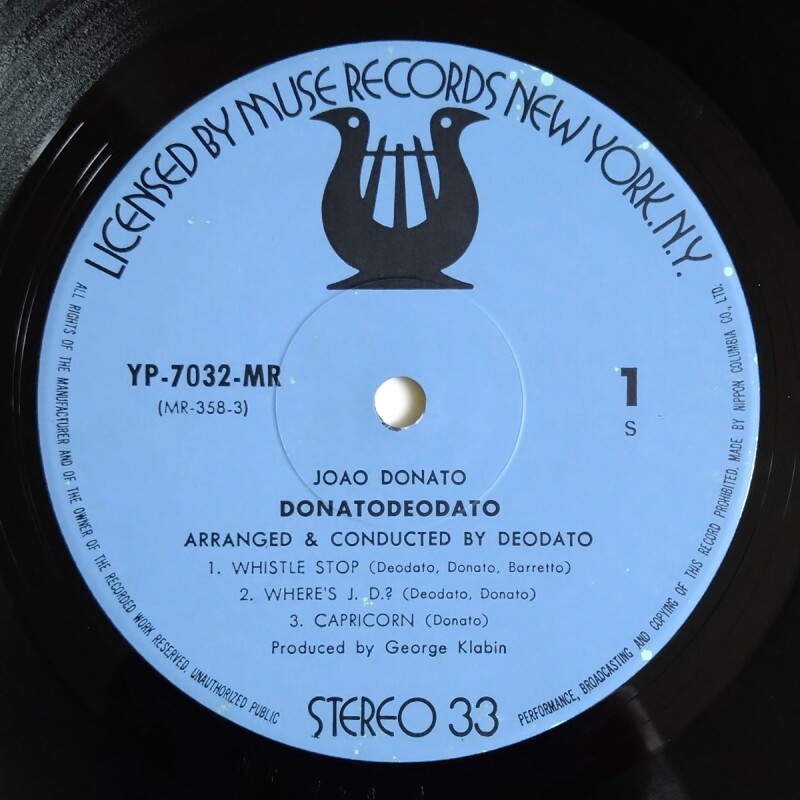 LICENSED BY MUSE RECORDS NEW YORK.N.Y.
YP-7032-MR
(MR-358-3)
1
S
JOAO DONATO
DONATODEODATO
ARRANGED & CONDUCTED BY DEODATO
1. WHISTLE STOP (Deodato, Donato, Barretto)
2. WHERE'S J. D.? (Deodato, Donato)
3. CAPRICORN (Donato)
Produced by George Klabin
STEREO 33
ALL RIGHTS OF THE MANUFACTURER AND OF THE OWNER OF THE RECORDED WORK RESERVED. UNAUTHORIZED PUBLIC
PERFORMANCE, BROADCASTING AND COPYING OF THIS RECORD PROHIBITED. MADE BY NIPPON COLUMBIA CO., LTD.